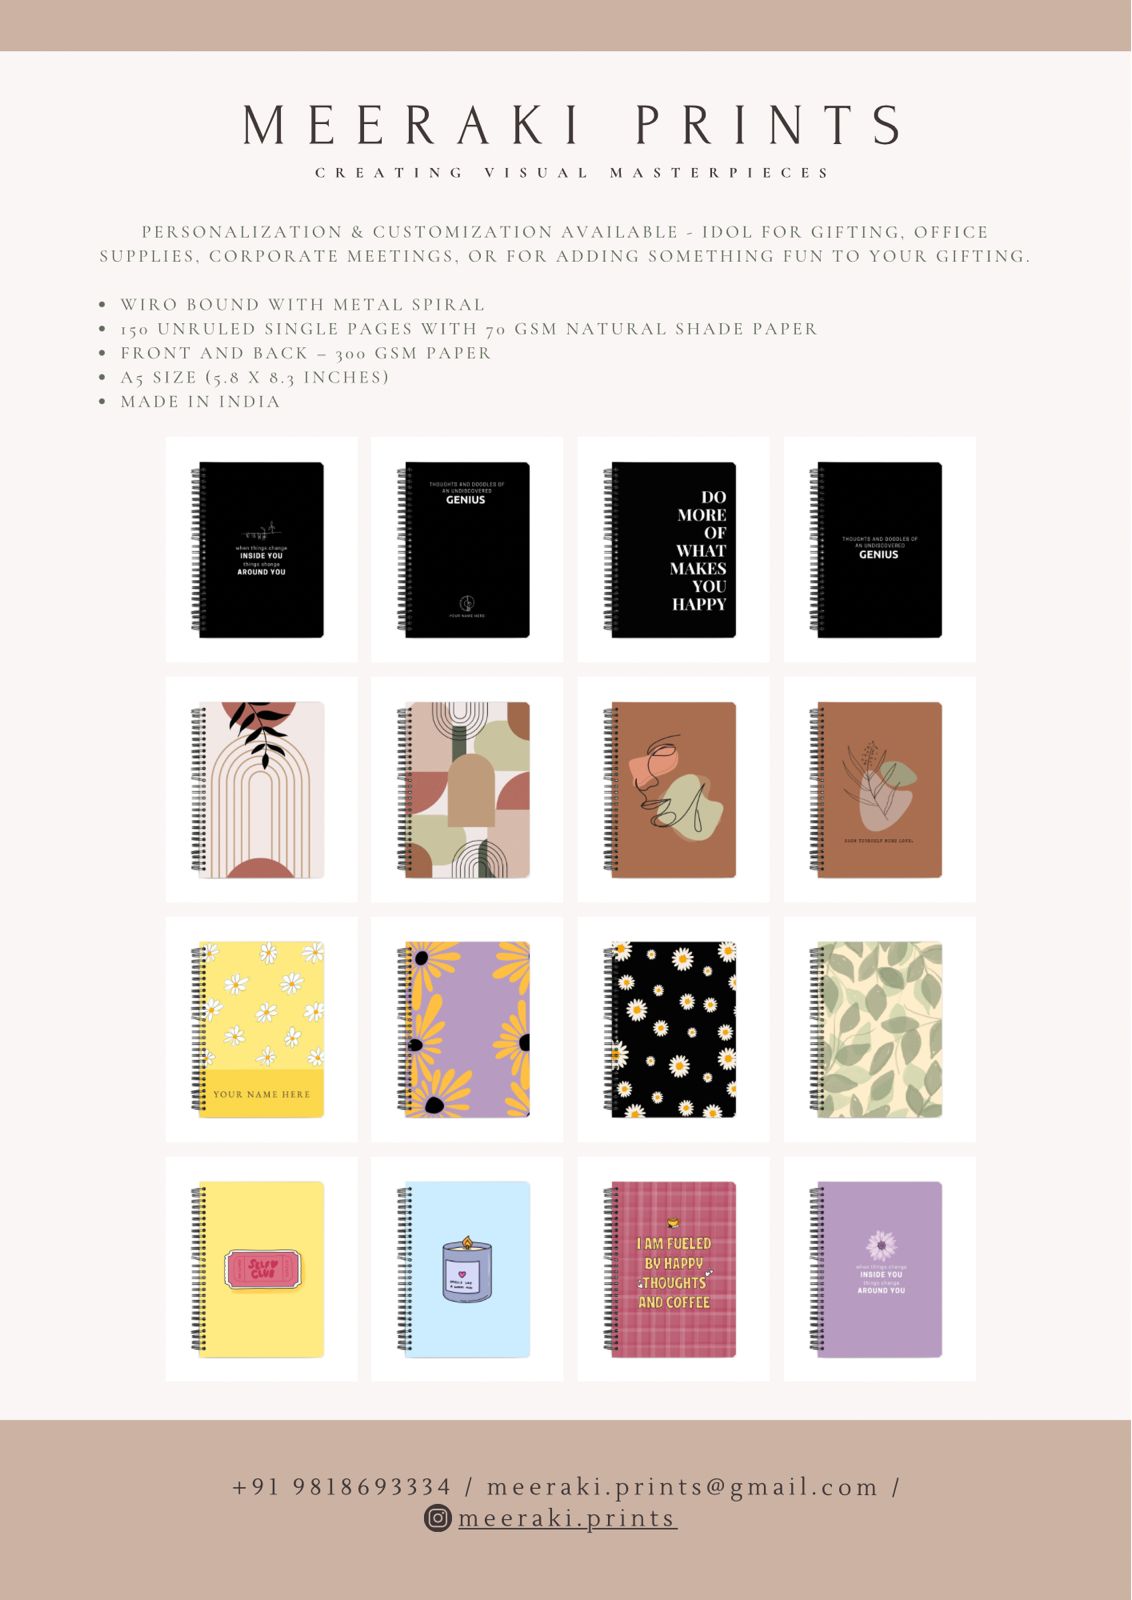 MEERAKI PRINTS
CREATING VISUAL MASTERPIECES
PERSONALIZATION & CUSTOMIZATION AVAILABLE - IDOL FOR GIFTING, OFFICE
SUPPLIES, CORPORATE MEETINGS, OR FOR ADDING SOMETHING FUN TO YOUR GIFTING.
• WIRO BOUND WITH METAL SPIRAL
• 150 UNRULED SINGLE PAGES WITH 70 GSM NATURAL SHADE PAPER
• FRONT AND BACK – 300 GSM PAPER
• A5 SIZE (5.8 X 8.3 INCHES)
• MADE IN INDIA
when things change
INSIDE YOU
things change
AROUND YOU
THOUGHTS AND DOODLES OF
AN UNDISCOVERED
GENIUS
YOUR NAME HERE
DO
MORE
OF
WHAT
MAKES
YOU
HAPPY
THOUGHTS AND DOODLES OF
AN UNDISCOVERED
GENIUS
YOURSELF MORE LOVE.
YOUR NAME HERE
SELF
CLUB
I AM FUELED
BY HAPPY
THOUGHTS
AND COFFEE
when things change
INSIDE YOU
things change
AROUND YOU
+91 9818693334 / meeraki.prints@gmail.com /
meeraki.prints